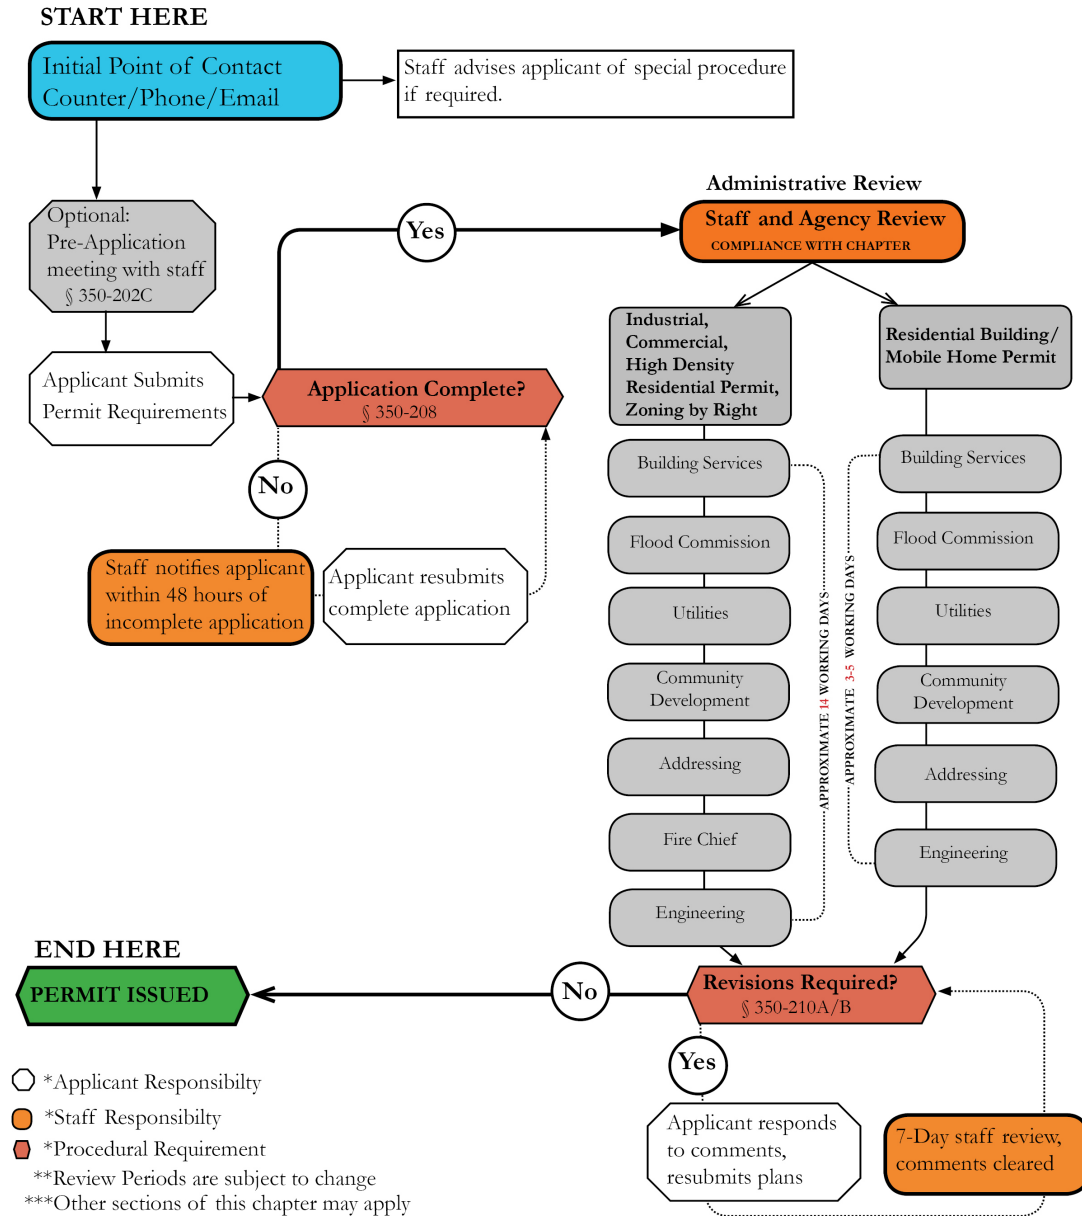 START HERE
Initial Point of Contact
Counter/Phone/Email
Staff advises applicant of special procedure
if required.
Optional:
Pre-Application
meeting with staff
§ 350-202C
Yes
Administrative Review
Staff and Agency Review
COMPLIANCE WITH CHAPTER
Applicant Submits
Permit Requirements
Application Complete?
§ 350-208
No
Staff notifies applicant
within 48 hours of
incomplete application
Applicant resubmits
complete application
Industrial,
Commercial,
High Density
Residential Permit,
Zoning by Right
Building Services
Flood Commission
Utilities
Community
Development
Addressing
Fire Chief
Engineering
APPROXIMATE 14 WORKING DAYS
Residential Building/
Mobile Home Permit
Building Services
Flood Commission
Utilities
Community
Development
Addressing
Engineering
APPROXIMATE 3-5 WORKING DAYS
Revisions Required?
§ 350-210A/B
No
END HERE
PERMIT ISSUED
Yes
Applicant responds
to comments,
resubmits plans
7-Day staff review,
comments cleared
*Applicant Responsibilty
*Staff Responsibilty
*Procedural Requirement
**Review Periods are subject to change
***Other sections of this chapter may apply